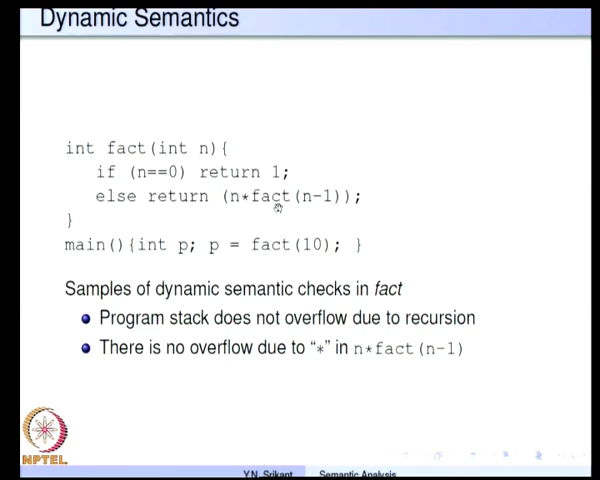 Dynamic Semantics
int fact(int n){
if (n==0) return 1;
else return (n*fact(n-1));
}
main(){int p; p = fact(10); }
Samples of dynamic semantic checks in fact
Program stack does not overflow due to recursion
There is no overflow due to “*” in n*fact(n-1)
NPTEL
Y.N. Srikant Semantic Analysis